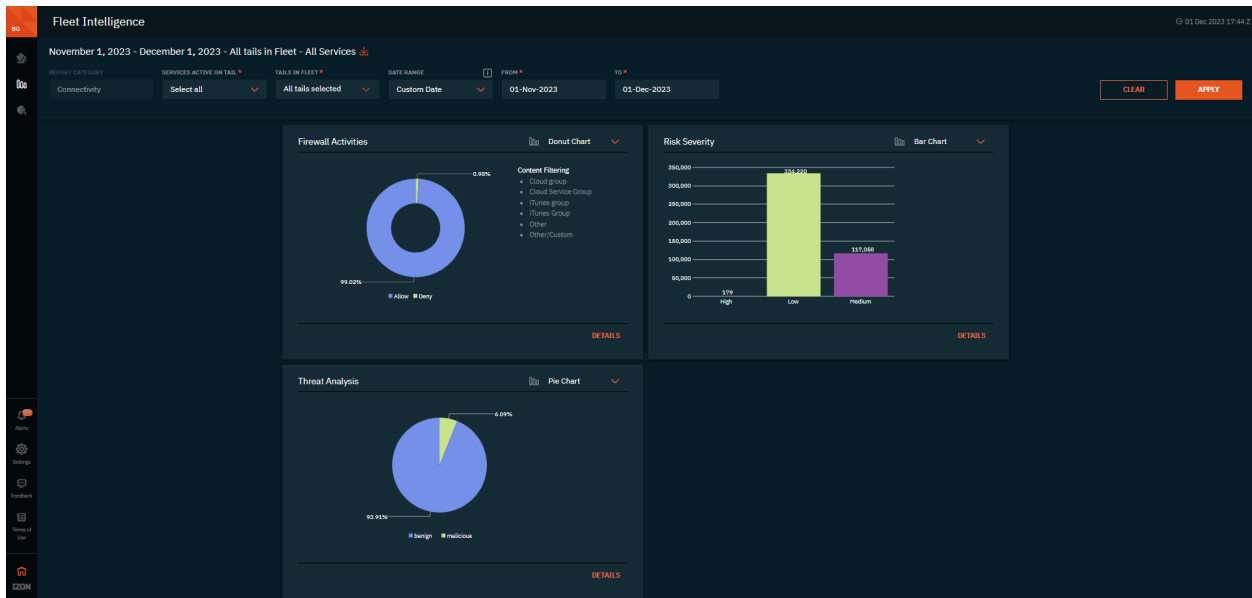 BG
Fleet Intelligence
01 Dec 2023 17:44 Z
November 1, 2023 - December 1, 2023 - All tails in Fleet - All Services
REPORT CATEGORY
SERVICES ACTIVE ON TAIL *
TAILS IN FLEET *
DATE RANGE
FROM *
TO *
Connectivity
Select all
All tails selected
Custom Date
01-Nov-2023
01-Dec-2023
CLEAR
APPLY
Firewall Activities
Donut Chart
0.98%
99.02%
Allow Deny
Content Filtering
Cloud group
Cloud Service Group
iTunes group
iTunes Group
Other
Other/Custom
DETAILS
Risk Severity
Bar Chart
350,000
300,000
250,000
200,000
150,000
100,000
50,000
0
334,220
117,058
179
High
Low
Medium
DETAILS
Threat Analysis
Pie Chart
6.09%
93.91%
benign malicious
DETAILS
Alerts
Settings
Feedback
Terms of
Use
IZON